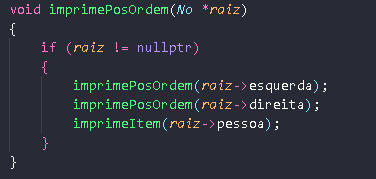 void imprimePosOrdem(No *raiz)
{
    if (raiz != nullptr)
    {
        imprimePosOrdem(raiz->esquerda);
        imprimePosOrdem(raiz->direita);
        imprimeItem(raiz->pessoa);
    }
}